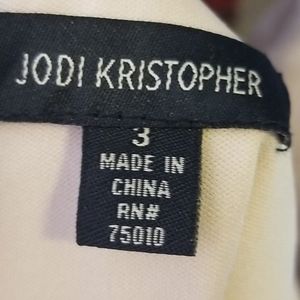 JODI KRISTOPHER
3
MADE IN
CHINA
RN#
75010